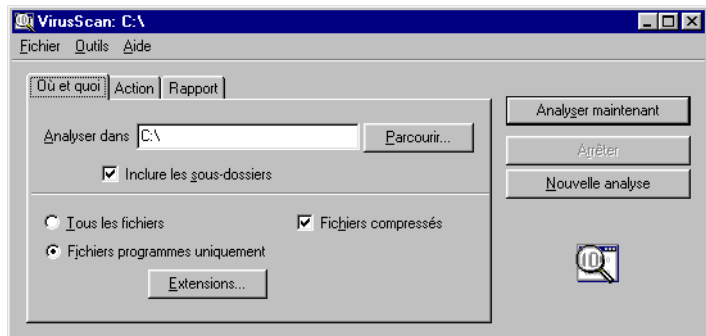 VirusScan: C:\
Fichier Outils Aide
Où et quoi Action Rapport
Analyser dans C:\ Parcourir...
Inclure les sous-dossiers
Tous les fichiers Fichiers compressés
Fichiers programmes uniquement
Extensions...
Analyser maintenant
Arrêter
Nouvelle analyse